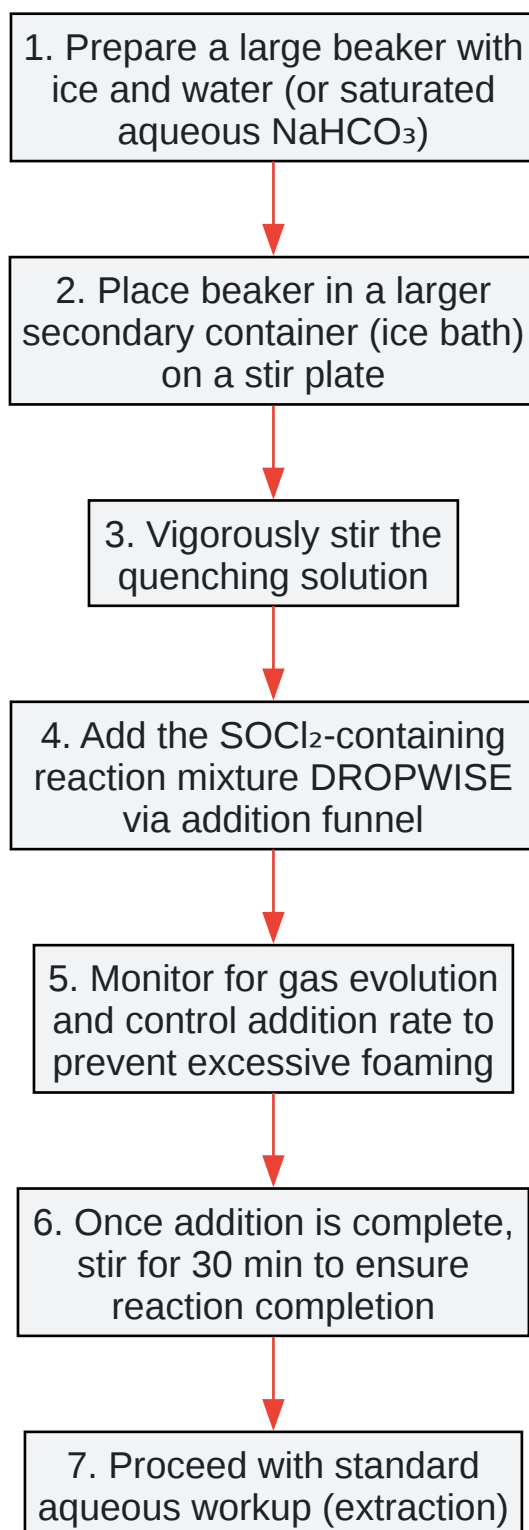 1. Prepare a large beaker with
ice and water (or saturated
aqueous NaHCO₃)
2. Place beaker in a larger
secondary container (ice bath)
on a stir plate
3. Vigorously stir the
quenching solution
4. Add the SOCl₂-containing
reaction mixture DROPWISE
via addition funnel
5. Monitor for gas evolution
and control addition rate to
prevent excessive foaming
6. Once addition is complete,
stir for 30 min to ensure
reaction completion
7. Proceed with standard
aqueous workup (extraction)